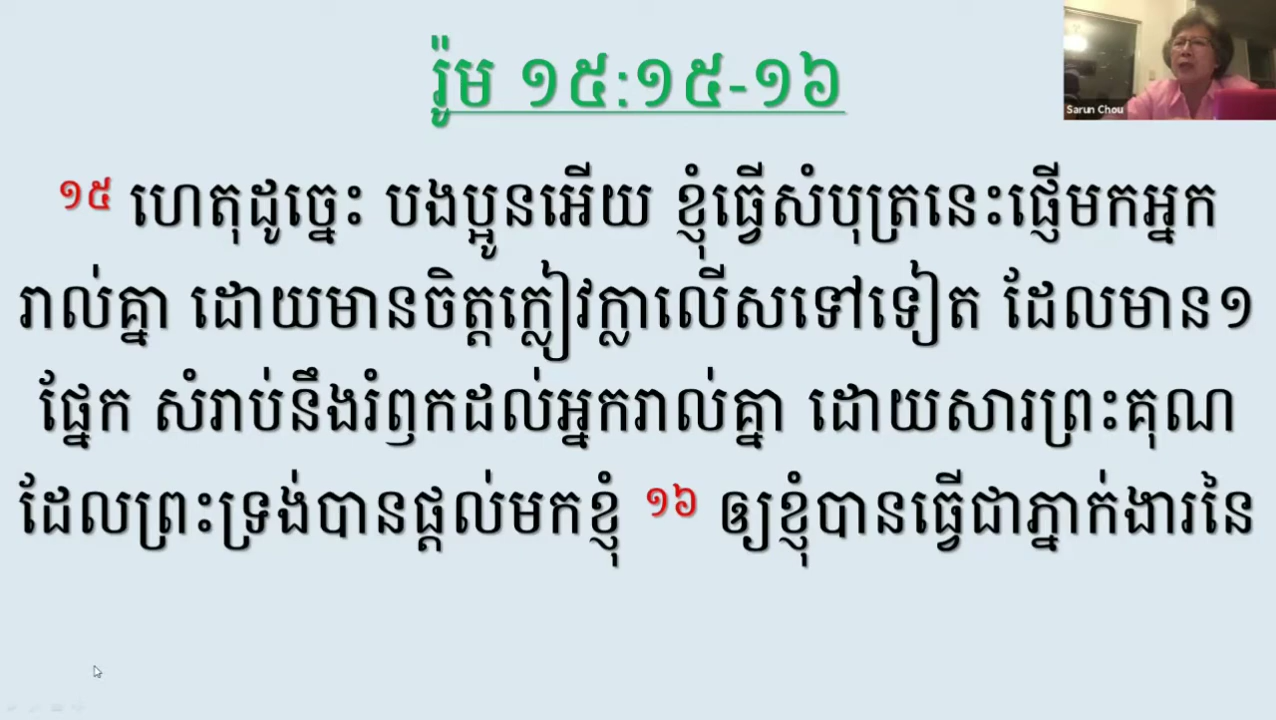 រ៉ូម ១៥:១៥-១៦
Sarun Chou
១៥ ហេតុដូច្នេះ បងប្អូនអើយ ខ្ញុំធ្វើសំបុត្រនេះផ្ញើមកអ្នក
រាល់គ្នា ដោយមានចិត្តក្លៀវក្លាលើសទៅទៀត ដែលមាន១
ផ្នែក សំរាប់នឹងរំឭកដល់អ្នករាល់គ្នា ដោយសារព្រះគុណ
ដែលព្រះទ្រង់បានផ្តល់មកខ្ញុំ ១៦ ឲ្យខ្ញុំបានធ្វើជាភ្នាក់ងារនៃ